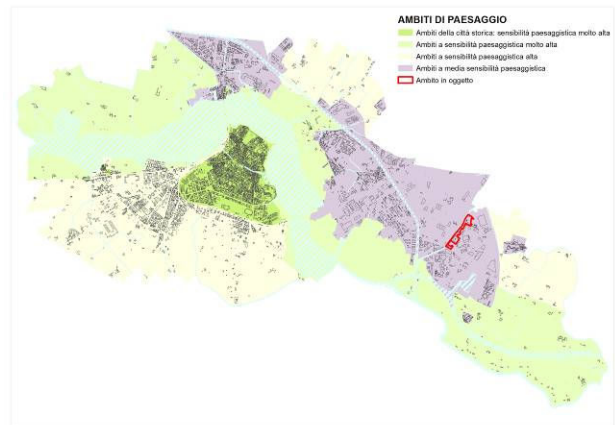 AMBITI DI PAESAGGIO
Ambiti della città storica: sensibilità paesaggistica molto alta
Ambiti a sensibilità paesaggistica molto alta
Ambiti a sensibilità paesaggistica alta
Ambiti a media sensibilità paesaggistica
Ambito in oggetto